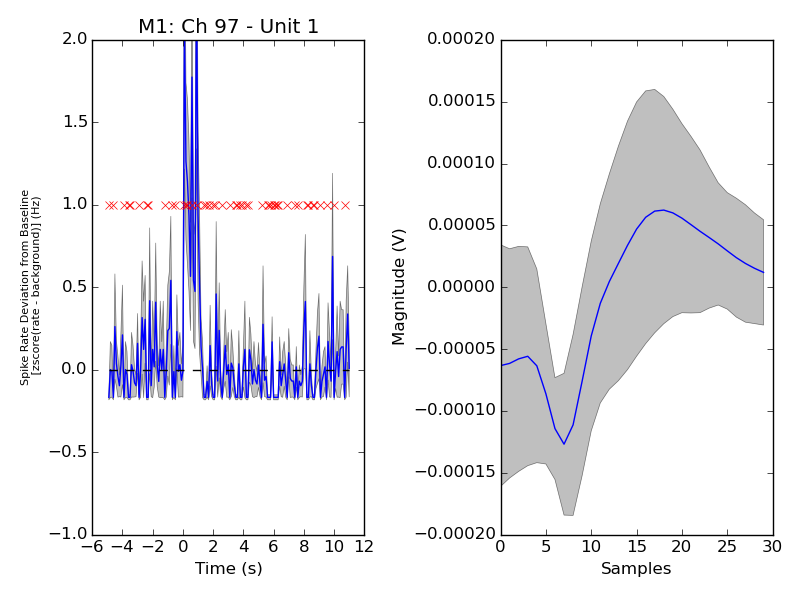 M1: Ch 97 - Unit 1
2.0
1.5
1.0
0.5
0.0
−0.5
−1.0
−6 −4 −2 0 2 4 6 8 10 12
Time (s)
Spike Rate Deviation from Baseline
[zscore(rate - background)] (Hz)
0.00020
0.00015
0.00010
0.00005
0.00000
−0.00005
−0.00010
−0.00015
−0.00020
0 5 10 15 20 25 30
Samples
Magnitude (V)